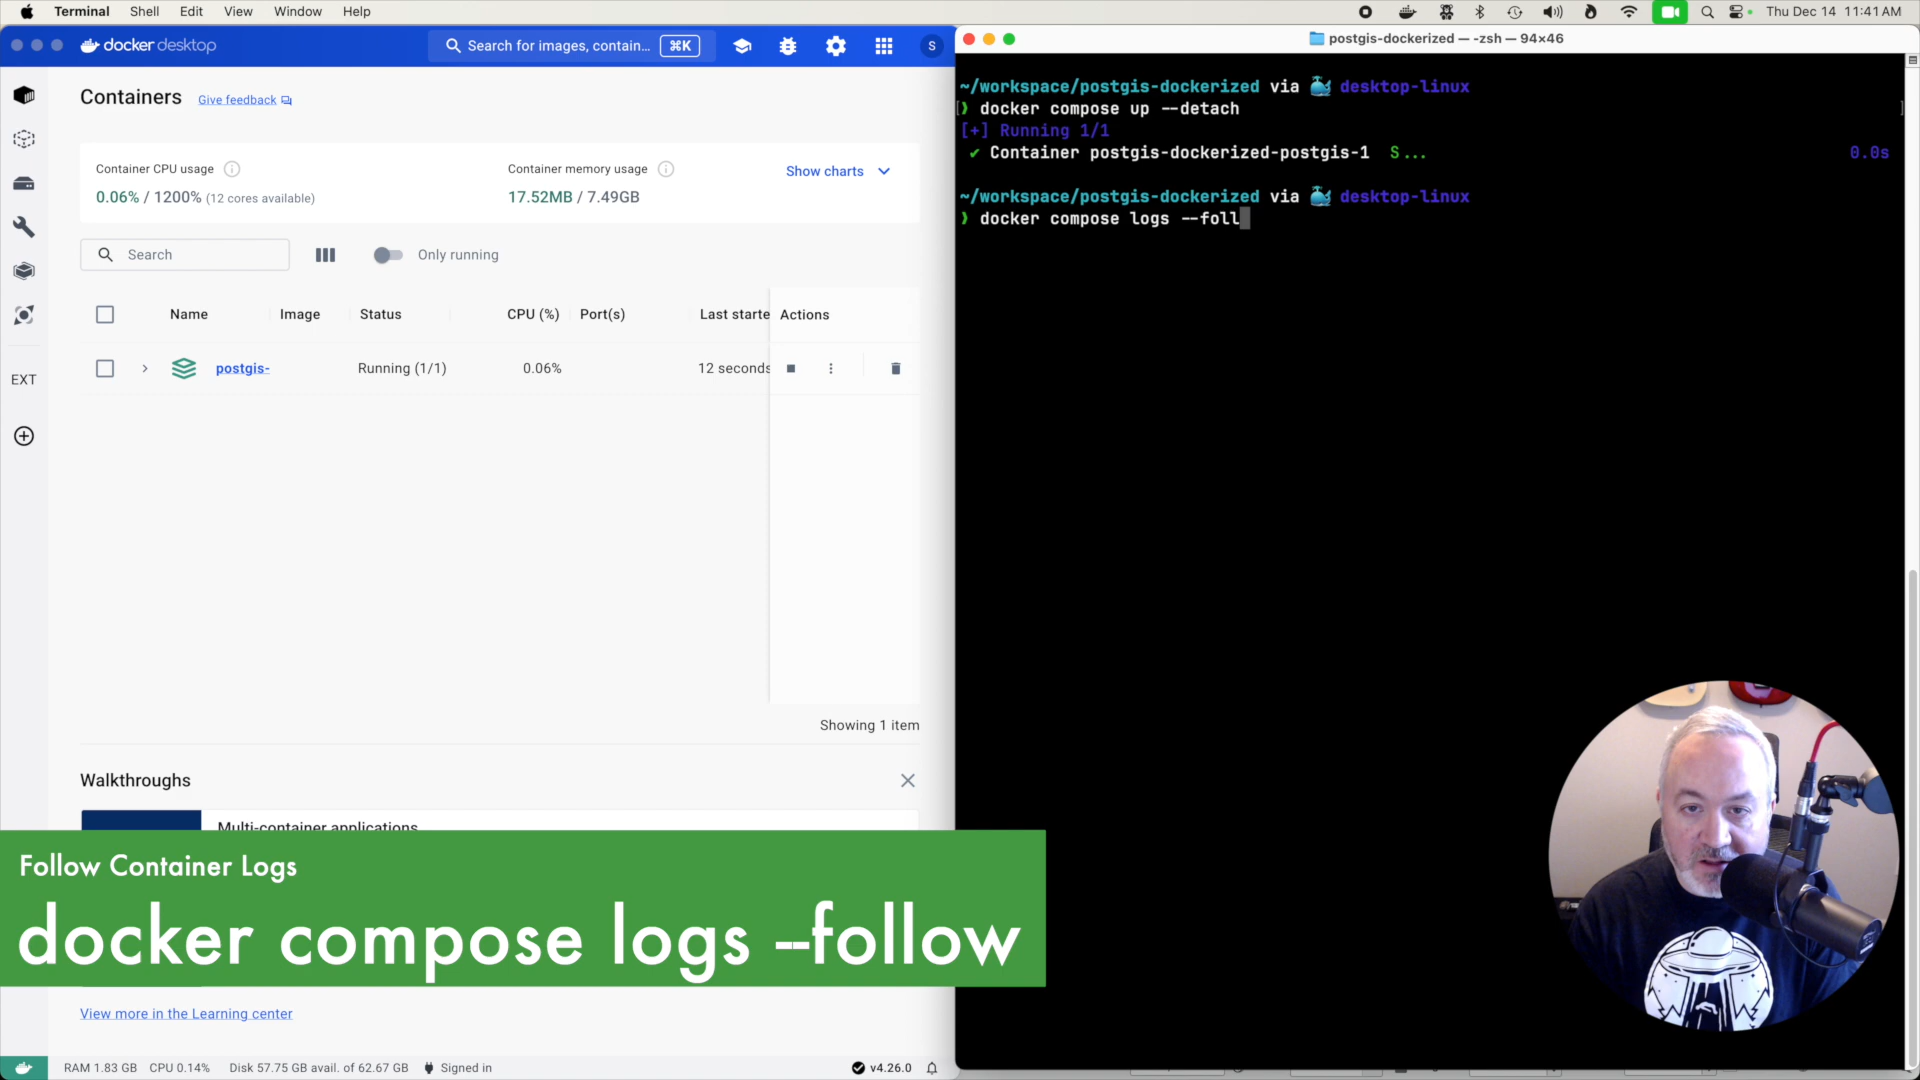 Terminal Shell Edit View Window Help
Thu Dec 14 11:41 AM
docker desktop
Search for images, contain... ⌘K
S
postgis-dockerized — -zsh — 94×46
Containers Give feedback
Container CPU usage
0.06% / 1200% (12 cores available)
Container memory usage
17.52MB / 7.49GB
Show charts
Search
Only running
Name Image Status CPU (%) Port(s) Last starte Actions
postgis- Running (1/1) 0.06% 12 seconds
EXT
Showing 1 item
Walkthroughs
Multi-container applications
View more in the Learning center
RAM 1.83 GB CPU 0.14% Disk 57.75 GB avail. of 62.67 GB Signed in
v4.26.0
~/workspace/postgis-dockerized via 🐳 desktop-linux
❯ docker compose up --detach
[+] Running 1/1
✔ Container postgis-dockerized-postgis-1 S... 0.0s
~/workspace/postgis-dockerized via 🐳 desktop-linux
❯ docker compose logs --foll
Follow Container Logs
docker compose logs --follow